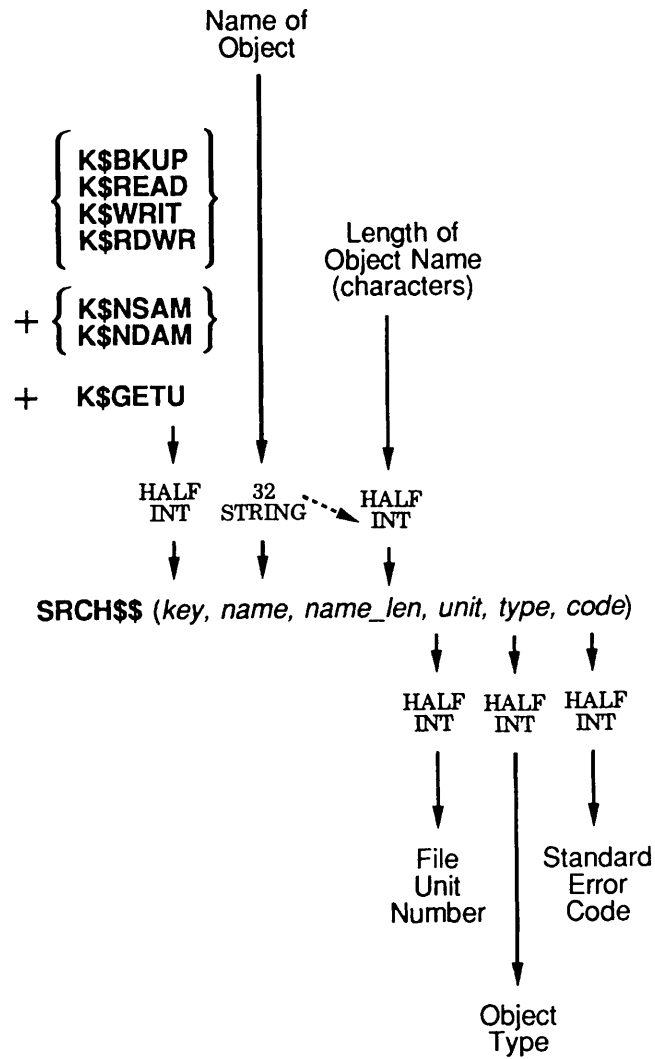 Name of
Object
K$BKUP
K$READ
K$WRIT
K$RDWR
Length of
Object Name
(characters)
+ K$NSAM
K$NDAM
+ K$GETU
HALF
INT
32
STRING
HALF
INT
SRCH$$ (key, name, name_len, unit, type, code)
HALF
INT
HALF
INT
HALF
INT
File
Unit
Number
Standard
Error
Code
Object
Type